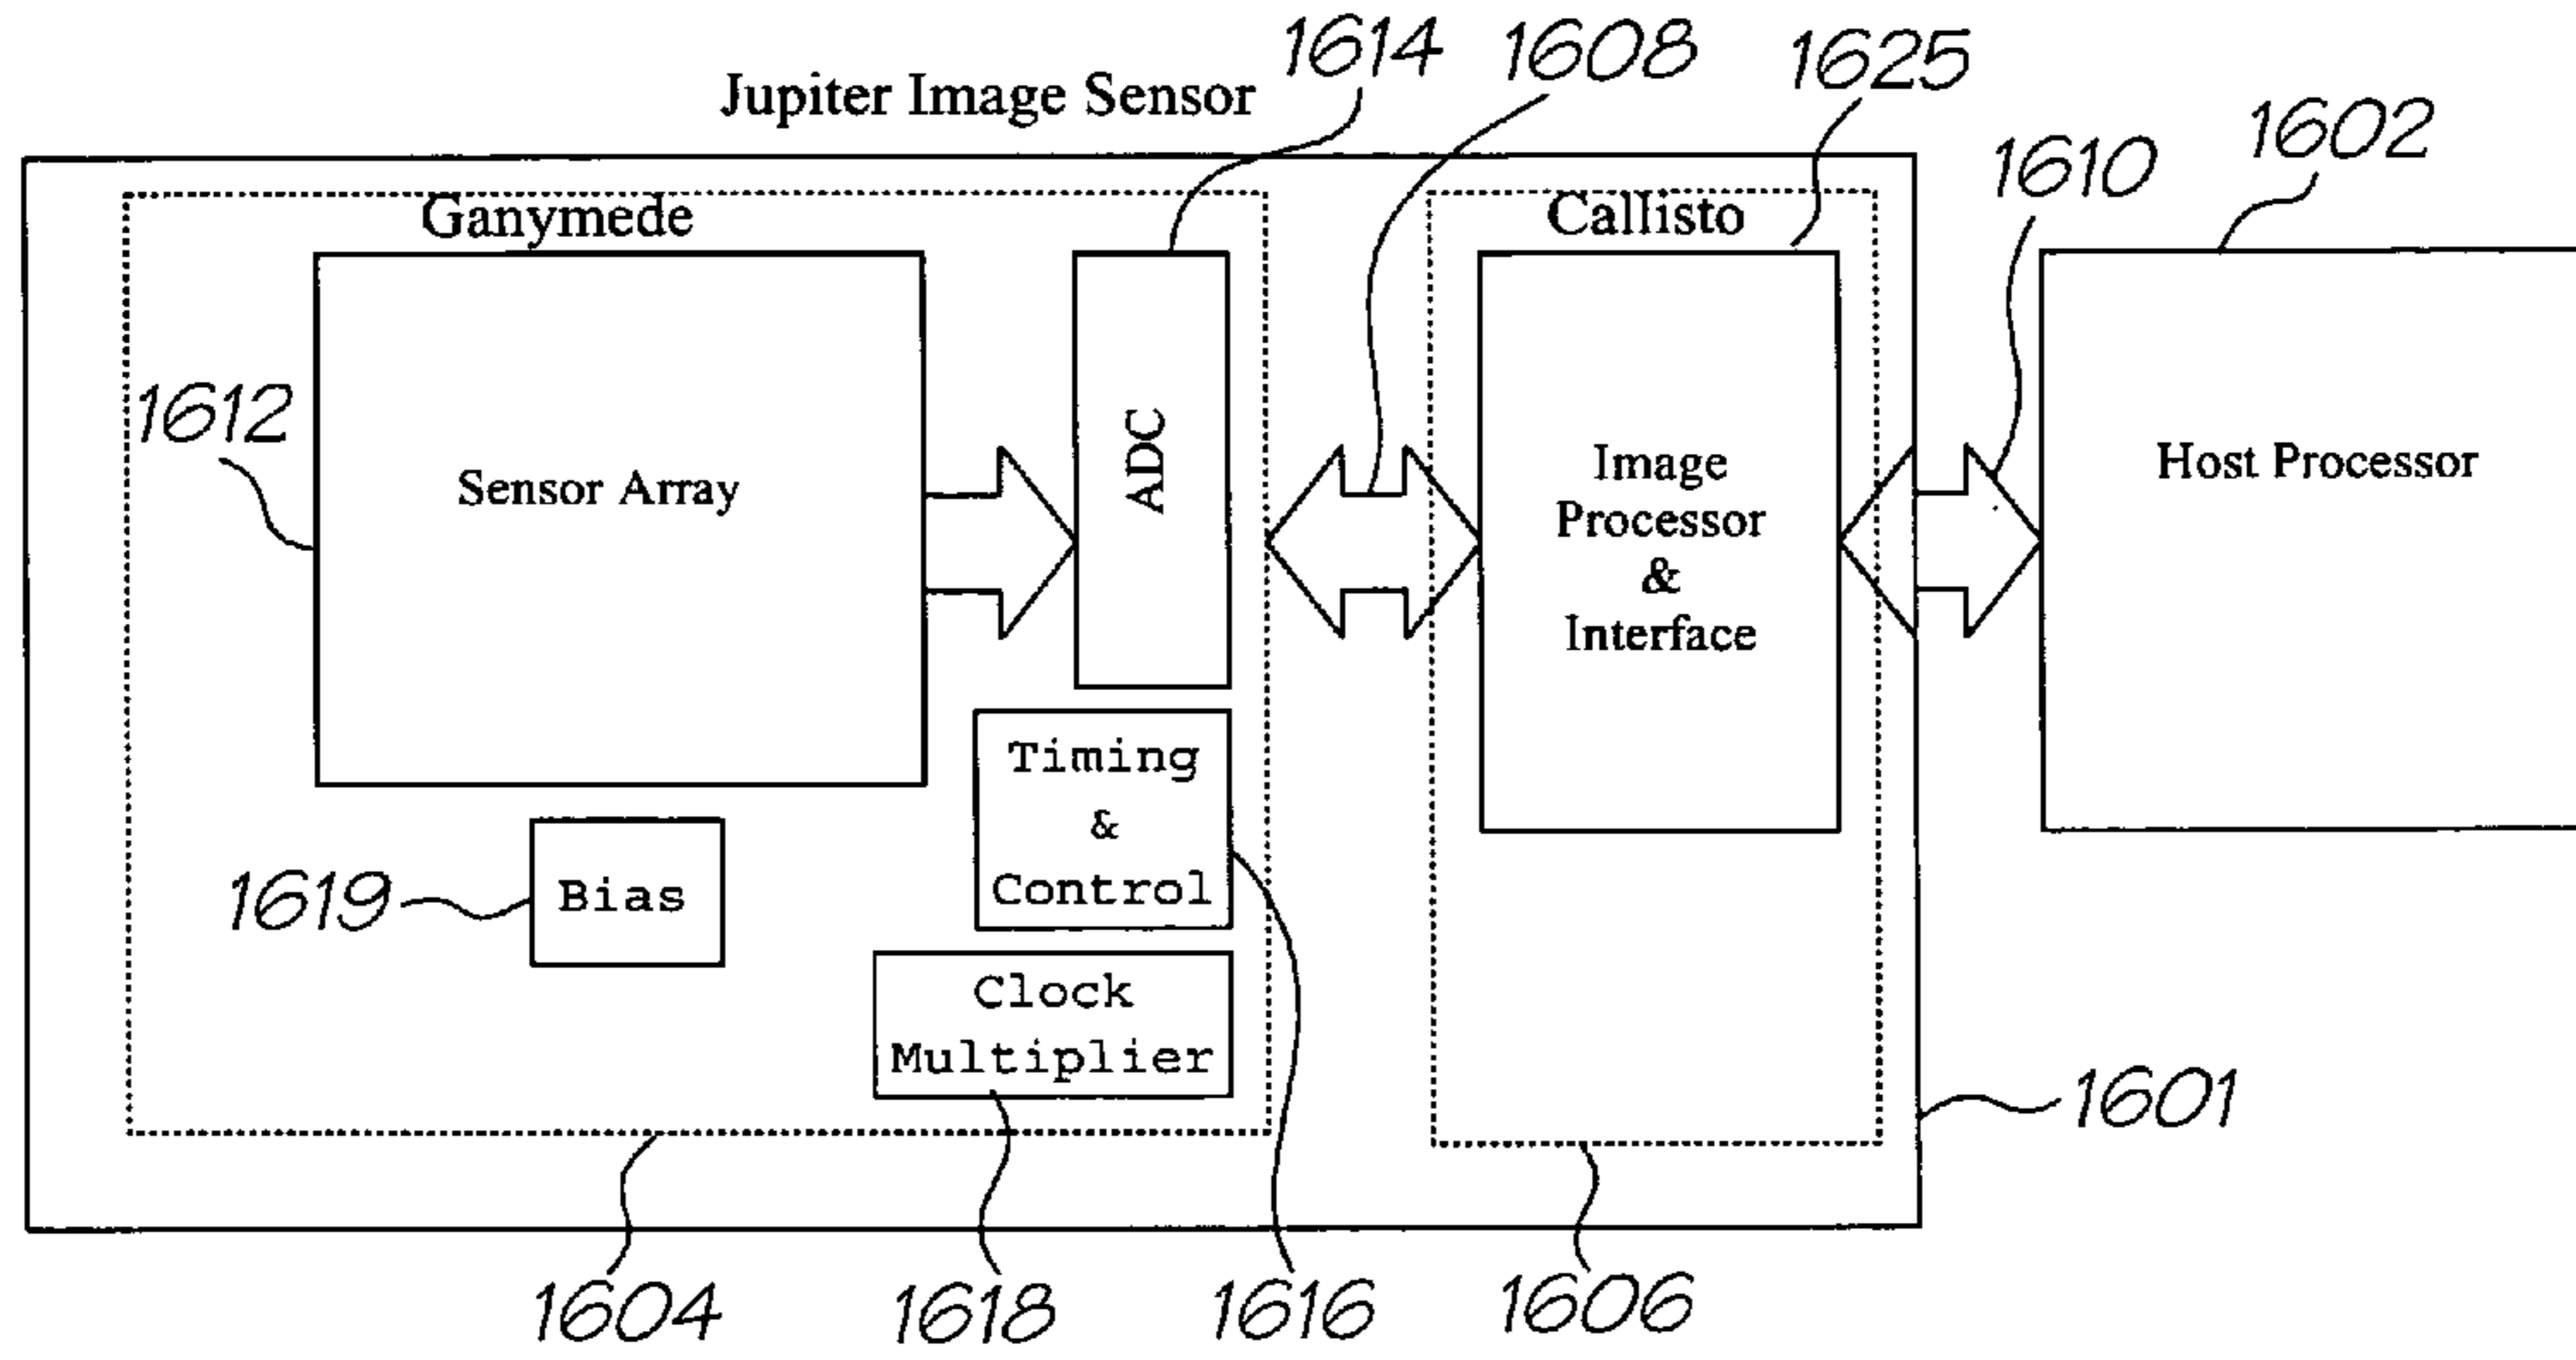 Jupiter Image Sensor
1614
1608
1625
1610
1602
Ganymede
Callisto
1612
Sensor Array
ADC
Image
Processor
&
Interface
Host Processor
Timing
&
Control
1619
Bias
Clock
Multiplier
1601
1604
1618
1616
1606